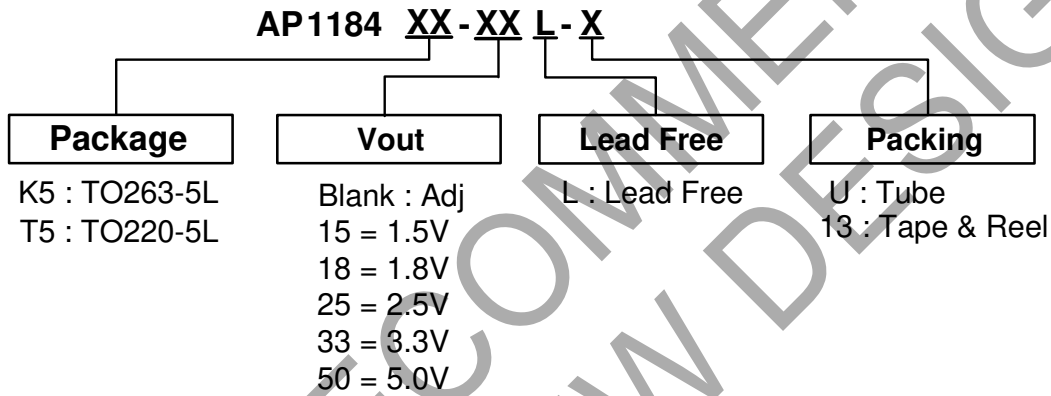 AP1184 XX - XX L - X
Package
Vout
Lead Free
Packing
K5 : TO263-5L
T5 : TO220-5L
Blank : Adj
15 = 1.5V
18 = 1.8V
25 = 2.5V
33 = 3.3V
50 = 5.0V
L : Lead Free
U : Tube
13 : Tape & Reel